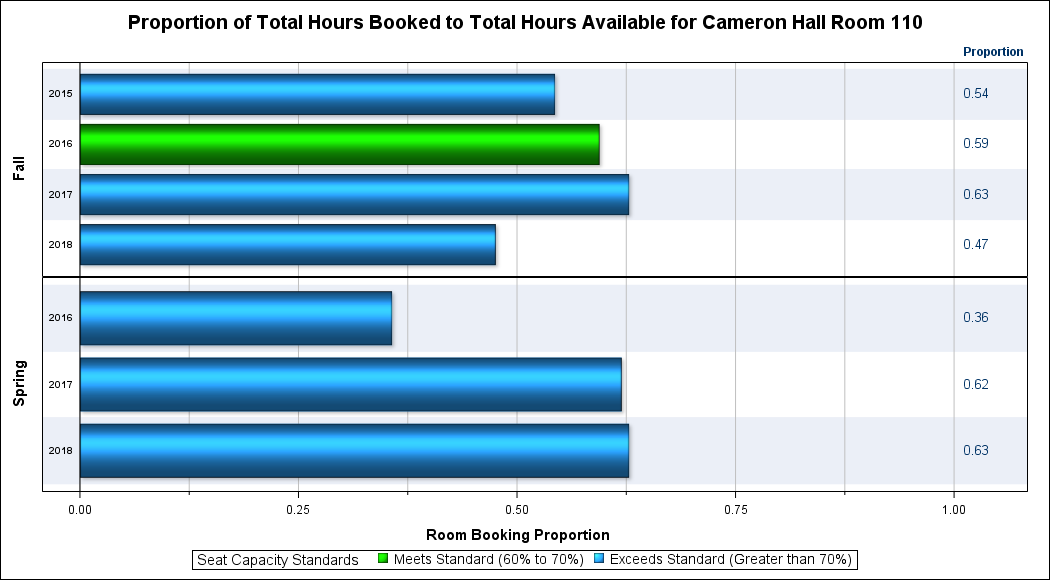 Proportion of Total Hours Booked to Total Hours Available for Cameron Hall Room 110
Proportion
Fall
2015 0.54
2016 0.59
2017 0.63
2018 0.47
Spring
2016 0.36
2017 0.62
2018 0.63
0.00 0.25 0.50 0.75 1.00
Room Booking Proportion
Seat Capacity Standards Meets Standard (60% to 70%) Exceeds Standard (Greater than 70%)